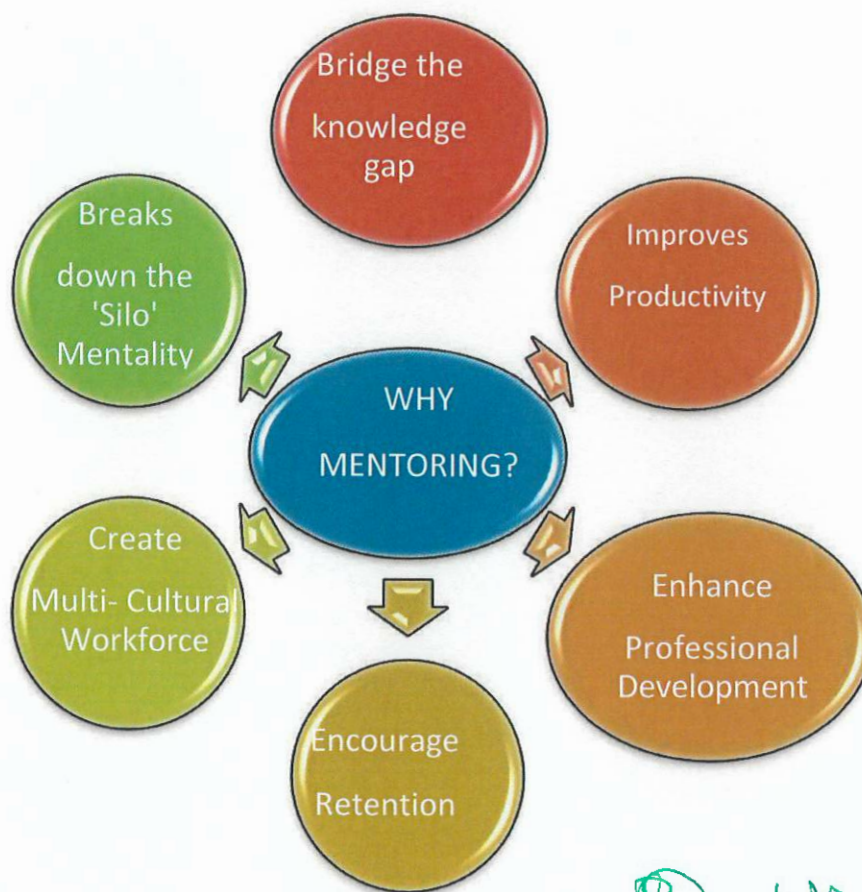 Bridge the
knowledge
gap
Improves
Productivity
Enhance
Professional
Development
Encourage
Retention
Create
Multi- Cultural
Workforce
Breaks
down the
'Silo'
Mentality
WHY
MENTORING?